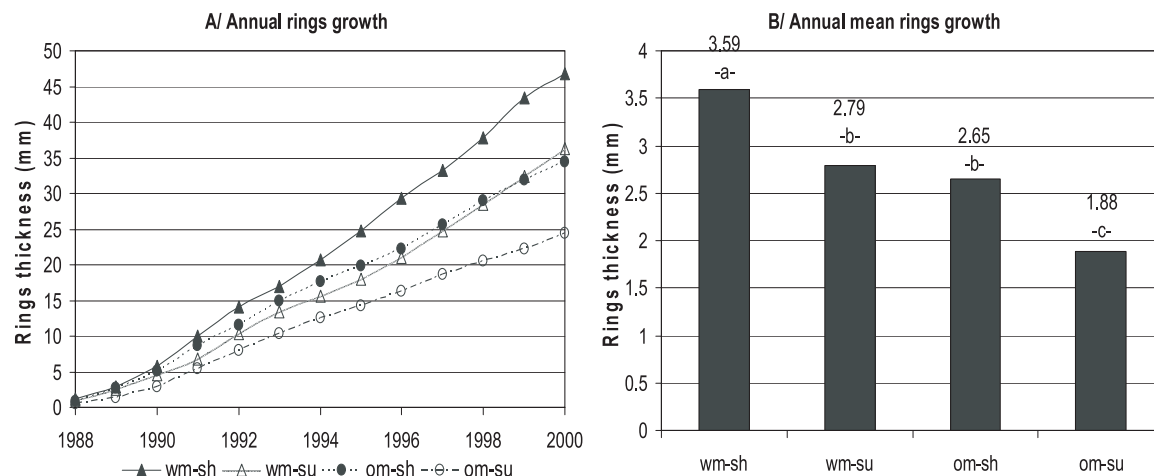 A/ Annual rings growth
Rings thickness (mm)
50
45
40
35
30
25
20
15
10
5
0
1988 1990 1992 1994 1996 1998 2000
wm-sh wm-su om-sh om-su
B/ Annual mean rings growth
Rings thickness (mm)
4
3.5
3
2.5
2
1.5
1
0.5
0
3.59
-a-
2.79
-b-
2.65
-b-
1.88
-c-
wm-sh wm-su om-sh om-su